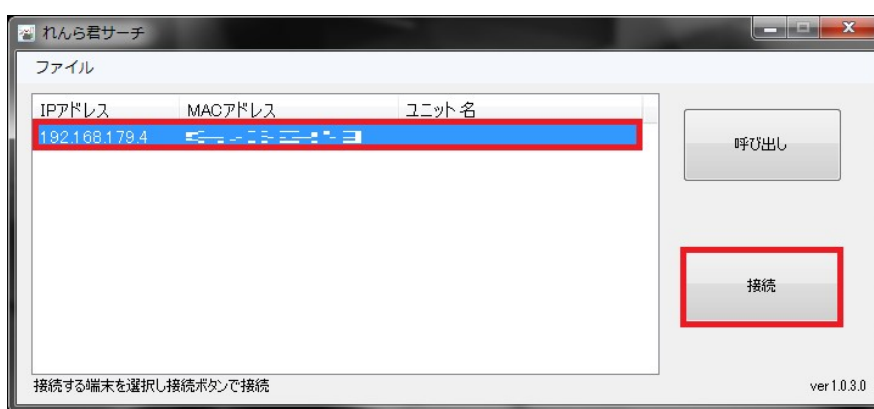 れんら君サーチ
ファイル
IPアドレス MACアドレス ユニット名
192.168.179.4
呼び出し
接続
接続する端末を選択し接続ボタンで接続
ver 1.0.3.0